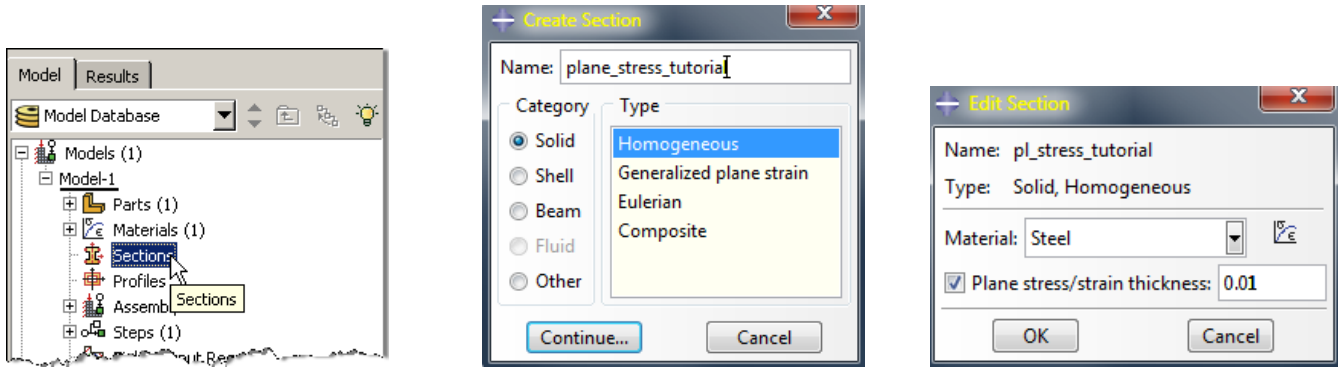 Model Results
Model Database
Models (1)
Model-1
Parts (1)
Materials (1)
Sections
Profiles
Sections
Assemb
Steps (1)
Create Section
Name: plane_stress_tutorial
Category Type
Solid
Shell
Beam
Fluid
Other
Homogeneous
Generalized plane strain
Eulerian
Composite
Continue... Cancel
Edit Section
Name: pl_stress_tutorial
Type: Solid, Homogeneous
Material: Steel
Plane stress/strain thickness: 0.01
OK Cancel